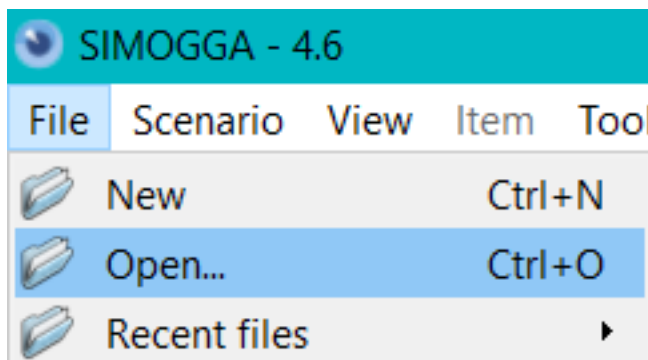 SIMOGGA - 4.6
File Scenario View Item Tool
New Ctrl+N
Open... Ctrl+O
Recent files